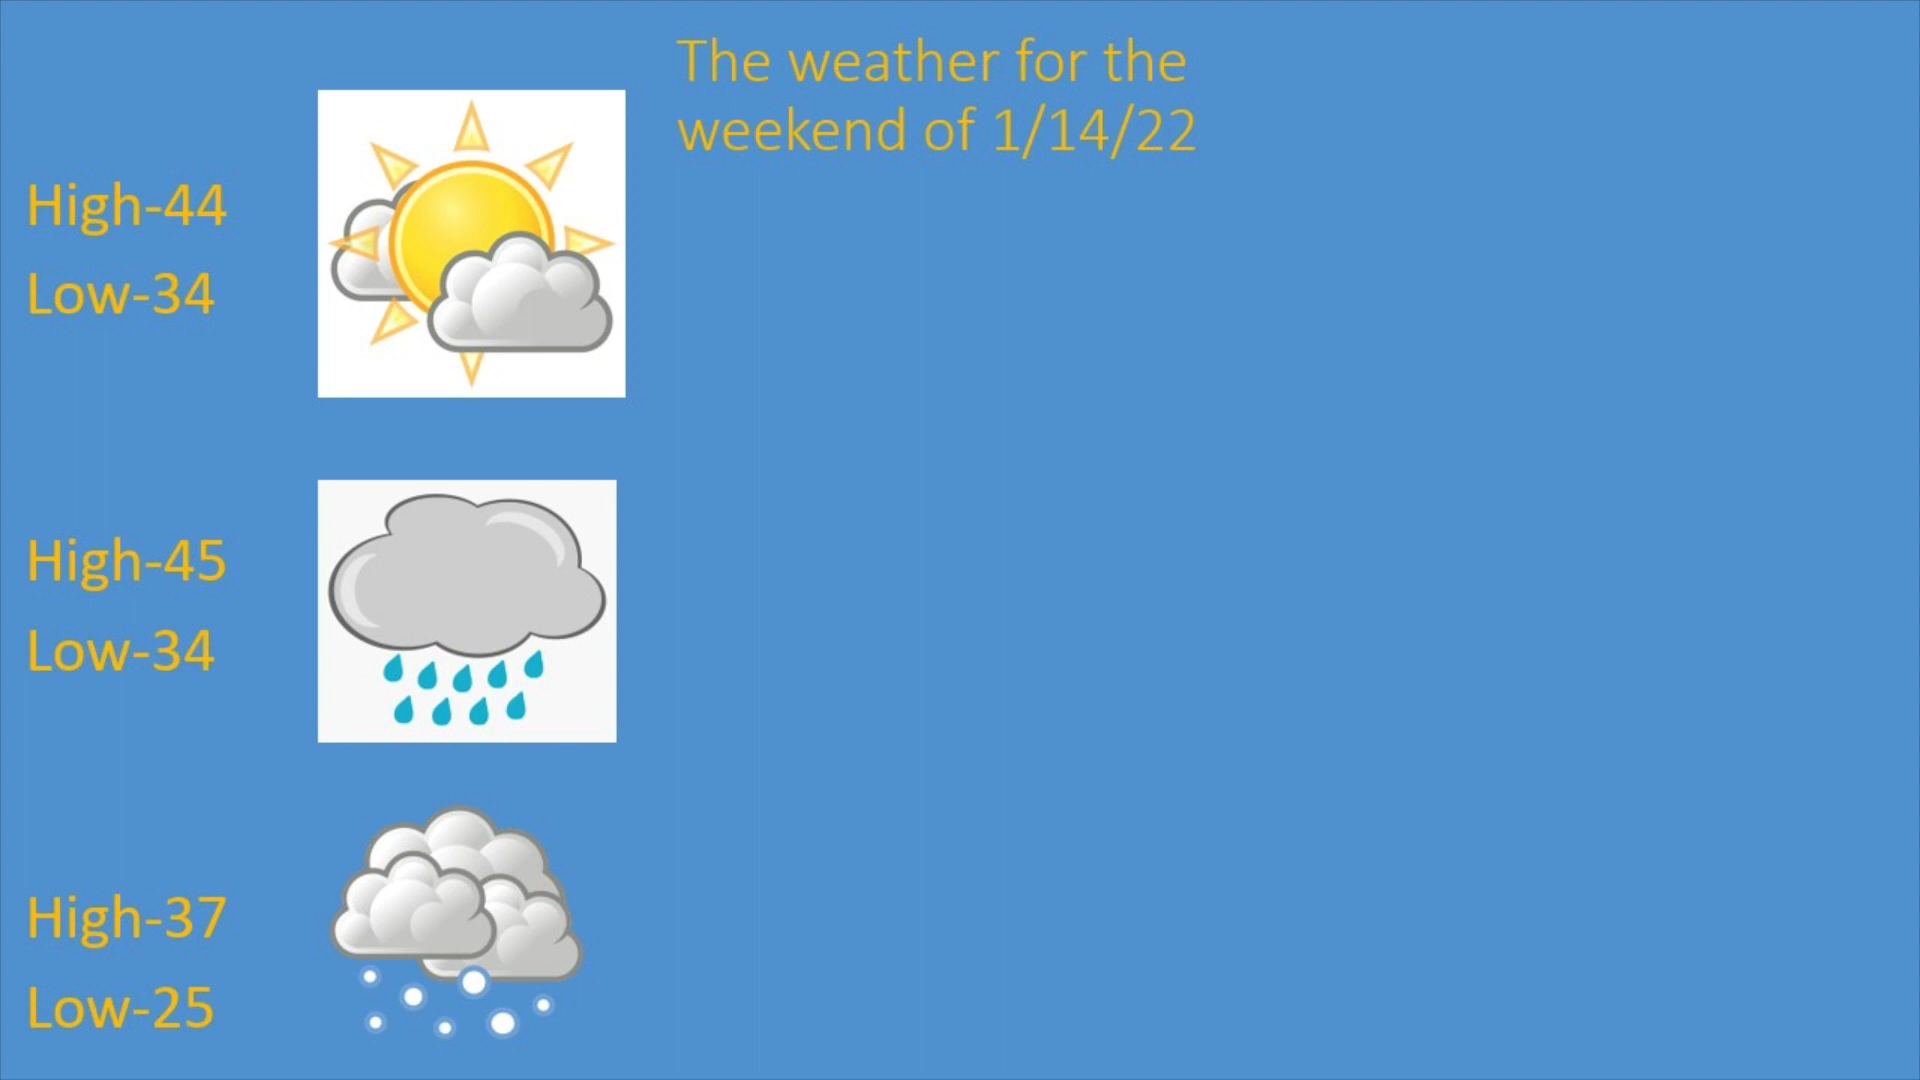 The weather for the
weekend of 1/14/22
High-44
Low-34
High-45
Low-34
High-37
Low-25